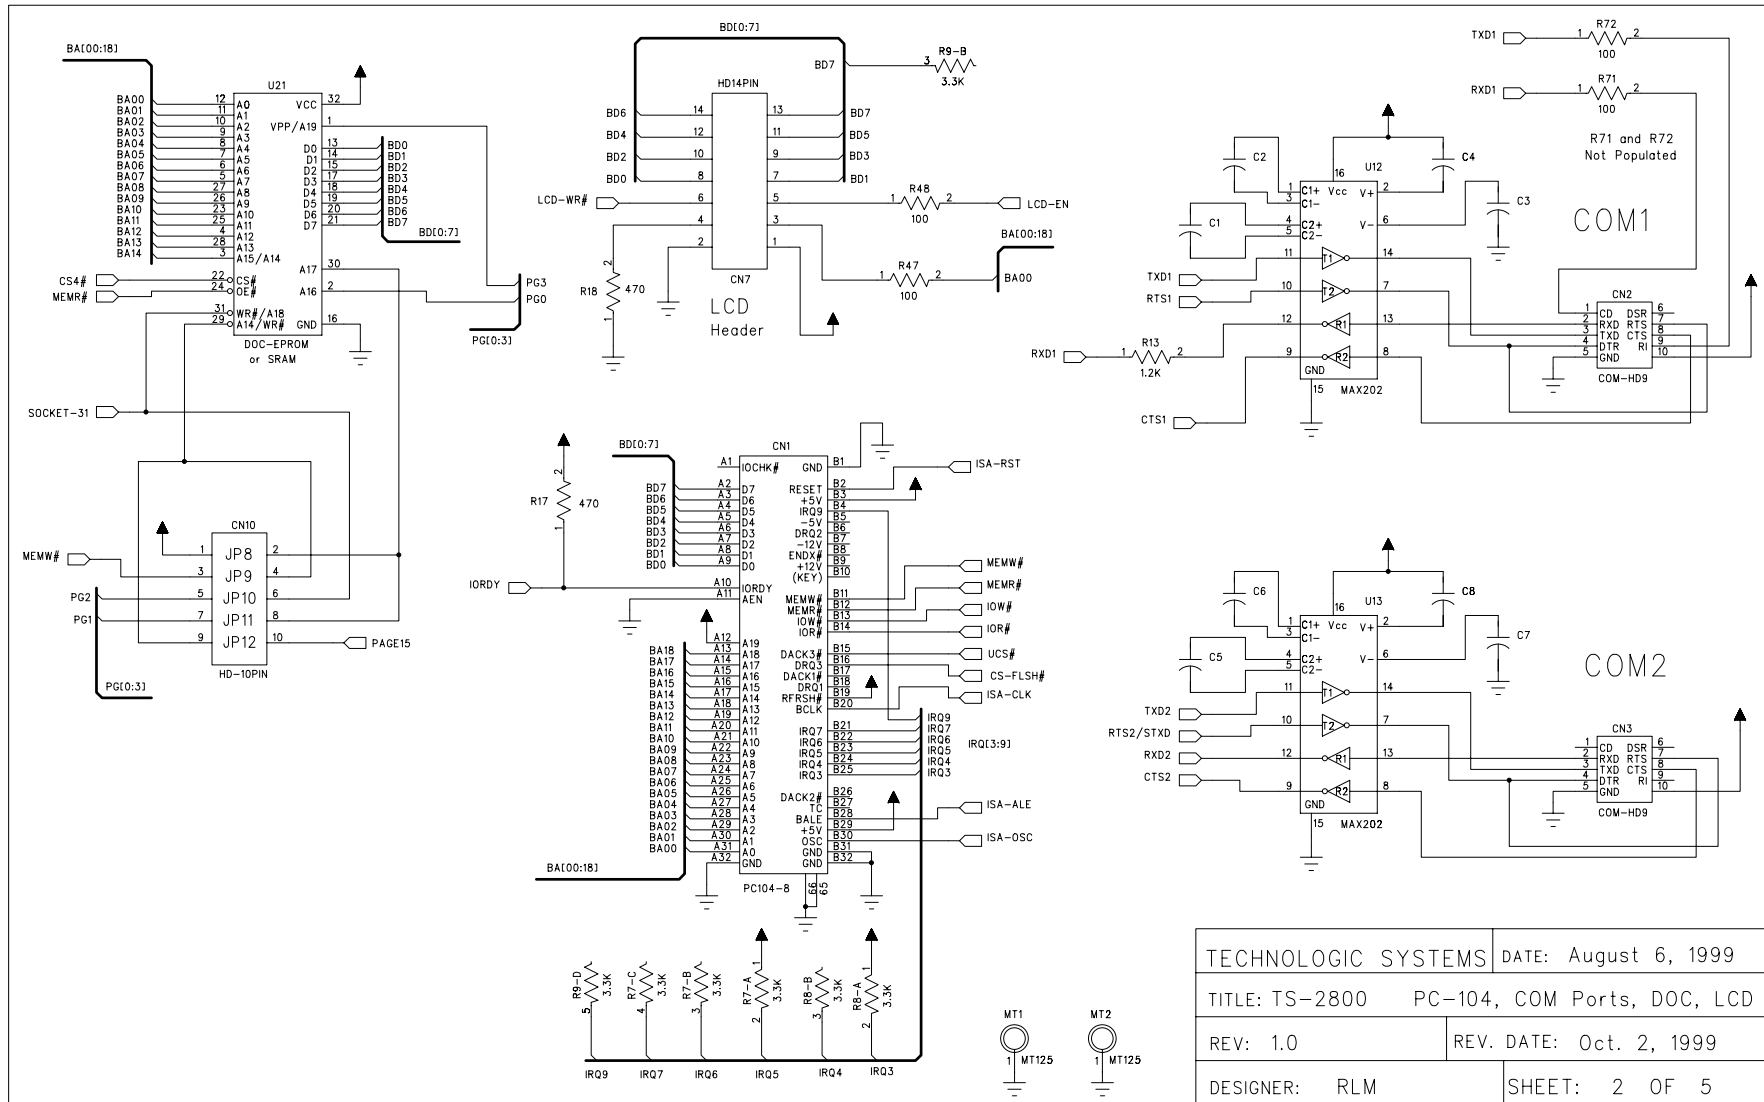 BA[00:18]
U21
BA00 12 A0 VCC 32
BA01 11 A1
BA02 10 A2 VPP/A19 1
BA03 9 A3
BA04 8 A4 D0 13 BD0
BA05 7 A5 D1 14 BD1
BA06 6 A6 D2 15 BD2
BA07 5 A7 D3 17 BD3
BA08 27 A8 D4 18 BD4
BA09 26 A9 D5 19 BD5
BA10 23 A10 D6 20 BD6
BA11 25 A11 D7 21 BD7
BA12 4 A12
BA13 28 A13
BA14 3 A15/A14
BD[0:7]
A17 30
CS4# 22 CS#
MEMR# 24 OE# A16 2
PG3
PG0
31 WR#/A18
29 A14/WR# GND 16
PG[0:3]
DOC-EPROM
or SRAM
SOCKET-31
CN10
1 JP8 2
MEMW# 3 JP9 4
PG2 5 JP10 6
PG1 7 JP11 8
9 JP12 10 PAGE15
HD-10PIN
PG[0:3]
BD[0:7]
R9-B
BD7 3
3.3K
HD14PIN
BD6 14 13 BD7
BD4 12 11 BD5
BD2 10 9 BD3
BD0 8 7 BD1
LCD-WR# 6 5 1 R48 2 LCD-EN
100
4 3
2 1
BA[00:18]
CN7
2 R18 470 1
1 R47 2 BA00
100
LCD
Header
BD[0:7]
CN1
2 R17 470 1
A1 IOCHK# GND B1
BD7 A2 D7 RESET B2 ISA-RST
BD6 A3 D6 +5V B3
BD5 A4 D5 IRQ9 B4
BD4 A5 D4 -5V B5
BD3 A6 D3 DRQ2 B6
BD2 A7 D2 -12V B7
BD1 A8 D1 ENDX# B8
BD0 A9 D0 +12V B9
(KEY) B10
IORDY A10 IORDY
A11 AEN MEMW# B11 MEMW#
MEMR# B12 MEMR#
IOW# B13 IOW#
IOR# B14 IOR#
A12 A19
BA18 A13 A18 DACK3# B15 UCS#
BA17 A14 A17 DRQ3 B16 CS-FLSH#
BA16 A15 A16 DACK1# B17
BA15 A16 A15 DRQ1 B18
BA14 A17 A14 RFRSH# B19
BA13 A18 A13 BCLK B20 ISA-CLK
BA12 A19 A12
BA11 A20 A11 IRQ7 B21
BA10 A21 A10 IRQ6 B22
BA09 A22 A9 IRQ5 B23
BA08 A23 A8 IRQ4 B24
BA07 A24 A7 IRQ3 B25
BA06 A25 A6
BA05 A26 A5 DACK2# B26
BA04 A27 A4 TC B27
BA03 A28 A3 BALE B28 ISA-ALE
BA02 A29 A2 +5V B29
BA01 A30 A1 OSC B30 ISA-OSC
BA00 A31 A0 GND B31
A32 GND GND B32
IRQ9
IRQ7
IRQ6
IRQ5
IRQ4
IRQ3
IRQ[3:9]
BA[00:18]
PC104-8
66
65
R9-D 3.3K 5
R7-C 3.3K 4
R7-B 3.3K 3
1 R7-A 3.3K 2
R8-B 3.3K 3
1 R8-A 3.3K 2
IRQ9 IRQ7 IRQ6 IRQ5 IRQ4 IRQ3
MT1
1 MT125
MT2
1 MT125
TXD1 1 R72 2
100
RXD1 1 R71 2
100
R71 and R72
Not Populated
COM1
U12
C2 C4
C1 C3
16
1 C1+ Vcc V+ 2
3 C1-
4 C2+ V- 6
5 C2-
TXD1 11 T1 14
RTS1 10 T2 7
12 R1 13
RXD1 1 R13 2
1.2K
9 R2 8
GND
15
MAX202
CTS1
CN2
1 CD DSR 6
2 RXD RTS 7
3 TXD CTS 8
4 DTR RI 9
5 GND 10
COM-HD9
COM2
U13
C6 C8
C5 C7
16
1 C1+ Vcc V+ 2
3 C1-
4 C2+ V- 6
5 C2-
TXD2 11 T1 14
RTS2/STXD 10 T2 7
RXD2 12 R1 13
CTS2 9 R2 8
GND
15
MAX202
CN3
1 CD DSR 6
2 RXD RTS 7
3 TXD CTS 8
4 DTR RI 9
5 GND 10
COM-HD9
TECHNOLOGIC SYSTEMS DATE: August 6, 1999
TITLE: TS-2800 PC-104, COM Ports, DOC, LCD
REV: 1.0 REV. DATE: Oct. 2, 1999
DESIGNER: RLM SHEET: 2 OF 5